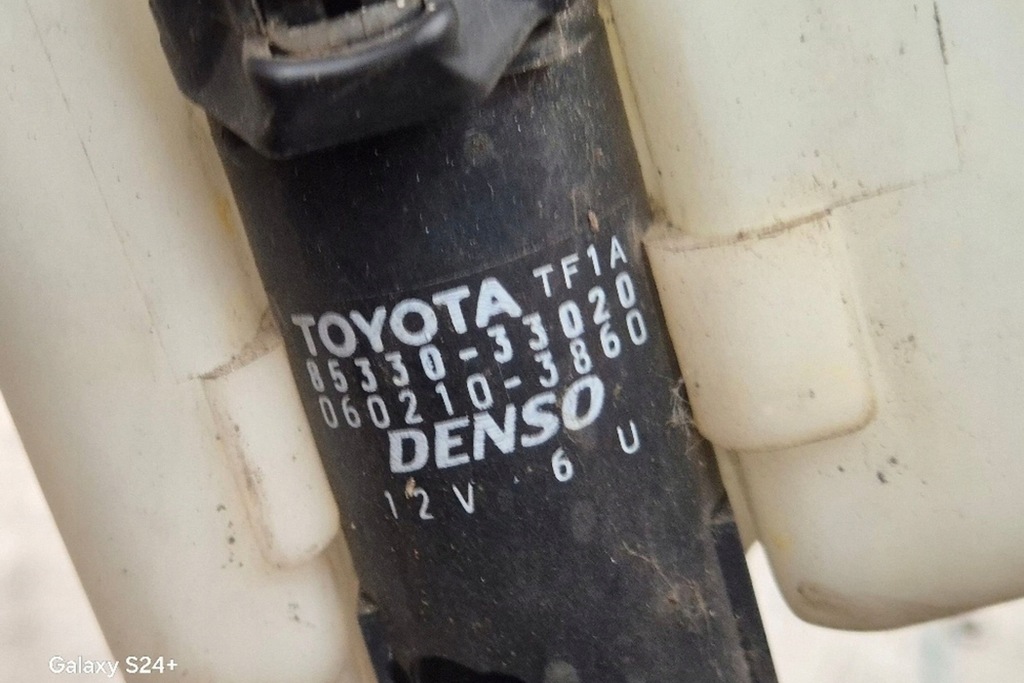 TOYOTA TF1A
85330-33020
060210-3860
DENSO
12V 6 U
Galaxy S24+